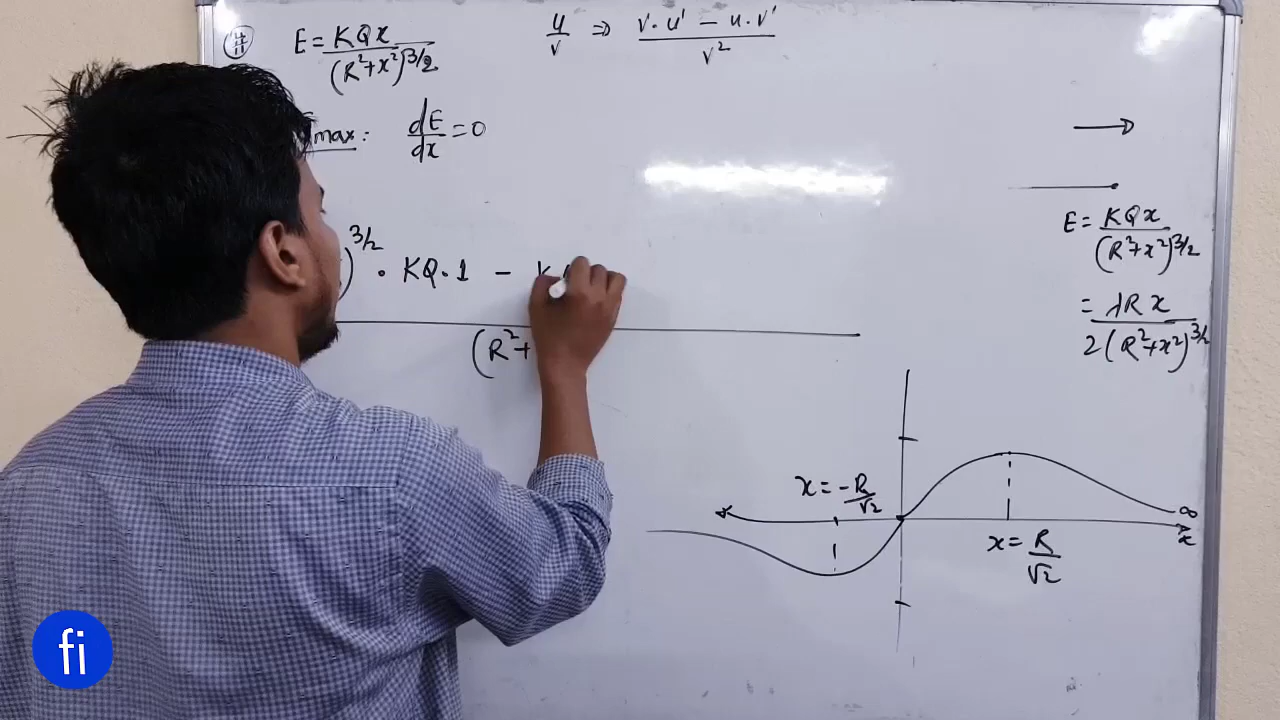 E = KQx / (R²+x²)^3/2
u/v ⇒ (v·u' − u·v') / v²
max: dE/dx = 0
)^3/2 · KQ·1 − K
(R²+
E = KQx / (R²+x²)^3/2
= λRx / 2(R²+x²)^3/2
x = −R/√2
∞
x
x = R/√2
fi